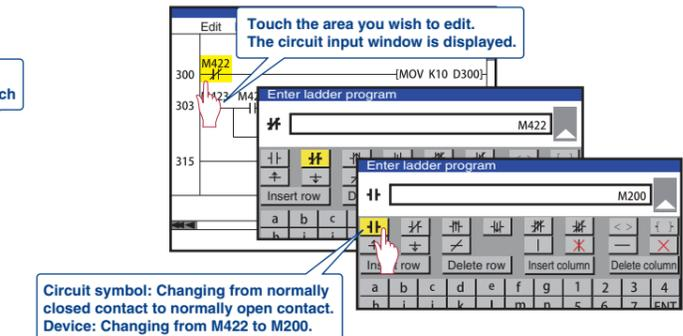 Edit
Touch the area you wish to edit.
The circuit input window is displayed.
ch
M422
300
[MOV K10 D300]
303
Enter ladder program
M422
315
Insert row
a b c
Enter ladder program
M200
< > { }
Insert row Delete row Insert column Delete column
a b c d e f g 1 2 3 4
ENT
Circuit symbol: Changing from normally
closed contact to normally open contact.
Device: Changing from M422 to M200.